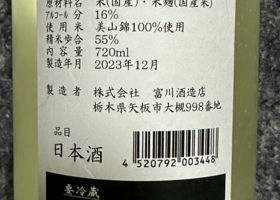 原材料名 米(国産)・米麹(国産米)
アルコール分 16%
使用米 美山錦100%使用
精米歩合 55%
内容量 720ml
製造年月 2023年12月
製造者 株式会社 富川酒造店
栃木県矢板市大槻998番地
品目
日本酒
4 520792 003448
要冷蔵